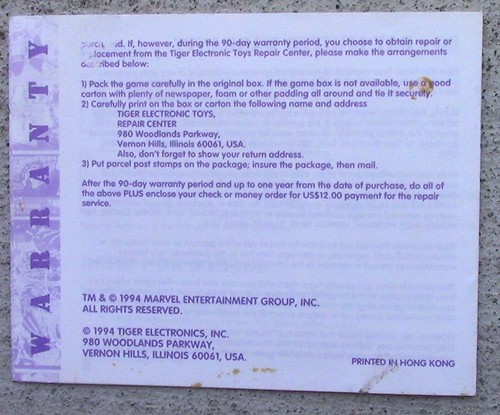 WARRANTY
If, however, during the 90-day warranty period, you choose to obtain repair or
from the Tiger Electronic Toys Repair Center, please make the arrangements
below:
1) Pack the game carefully in the original box. If the game box is not available, use a good
carton with plenty of newspaper, foam or other padding all around and tie it securely.
2) Carefully print on the box or carton the following name and address
TIGER ELECTRONIC TOYS,
REPAIR CENTER
980 Woodlands Parkway,
Vernon Hills, Illinois 60061, USA.
Also, don't forget to show your return address.
3) Put parcel post stamps on the package; insure the package, then mail.
After the 90-day warranty period and up to one year from the date of purchase, do all of
the above PLUS enclose your check or money order for US$12.00 payment for the repair
service.
TM & © 1994 MARVEL ENTERTAINMENT GROUP, INC.
ALL RIGHTS RESERVED.
© 1994 TIGER ELECTRONICS, INC.
980 WOODLANDS PARKWAY,
VERNON HILLS, ILLINOIS 60061, USA.
PRINTED IN HONG KONG